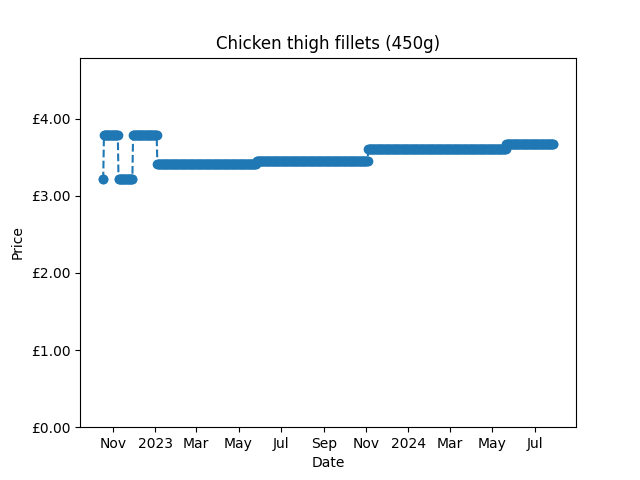 Chicken thigh fillets (450g)
£4.00
£3.00
£2.00
£1.00
£0.00
Price
Nov 2023 Mar May Jul Sep Nov 2024 Mar May Jul
Date